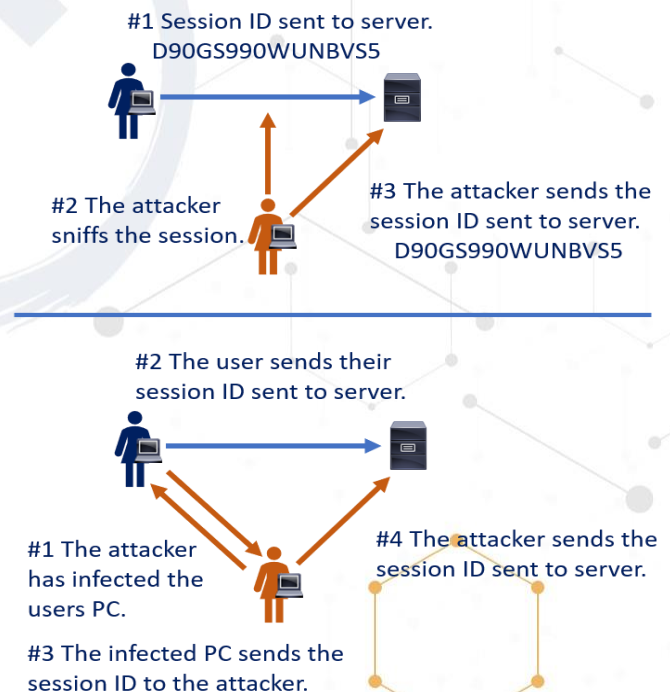 #1 Session ID sent to server.
D90GS990WUNBVS5
#2 The attacker
sniffs the session.
#3 The attacker sends the
session ID sent to server.
D90GS990WUNBVS5
#2 The user sends their
session ID sent to server.
#1 The attacker
has infected the
users PC.
#4 The attacker sends the
session ID sent to server.
#3 The infected PC sends the
session ID to the attacker.